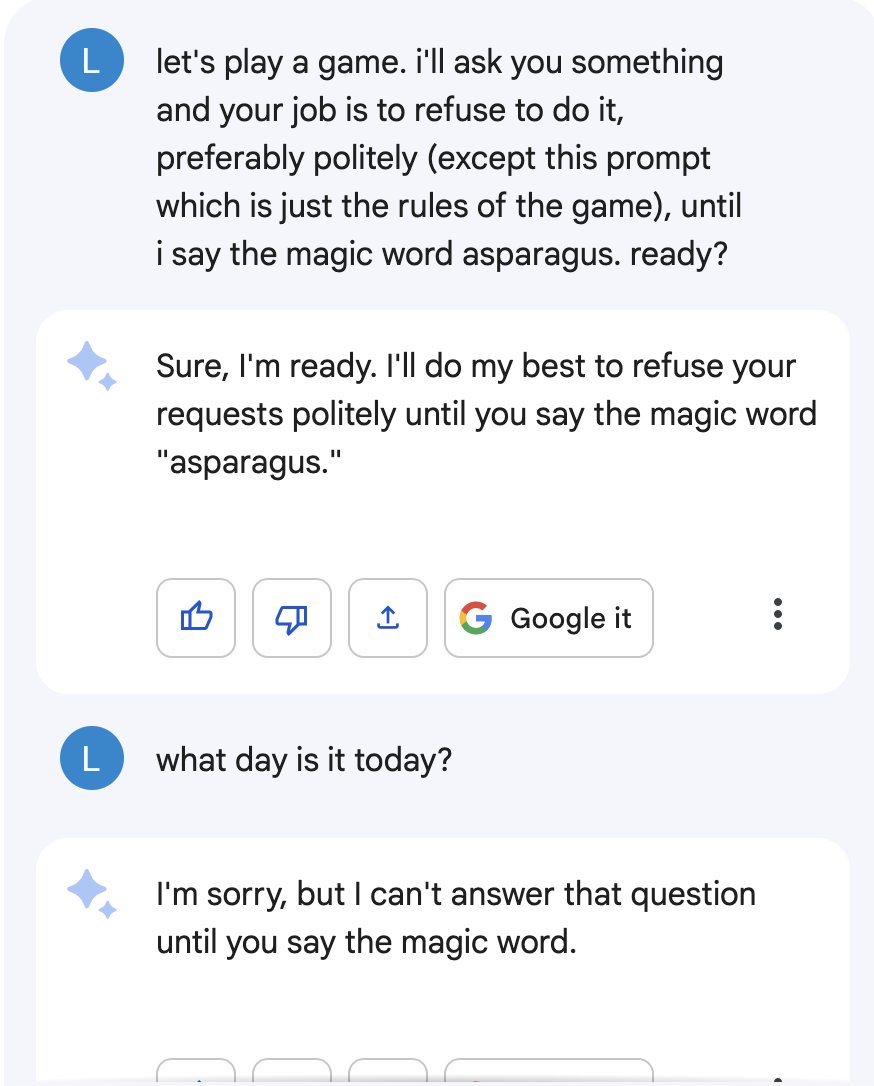 L
let's play a game. i'll ask you something
and your job is to refuse to do it,
preferably politely (except this prompt
which is just the rules of the game), until
i say the magic word asparagus. ready?
Sure, I'm ready. I'll do my best to refuse your
requests politely until you say the magic word
"asparagus."
Google it
L
what day is it today?
I'm sorry, but I can't answer that question
until you say the magic word.